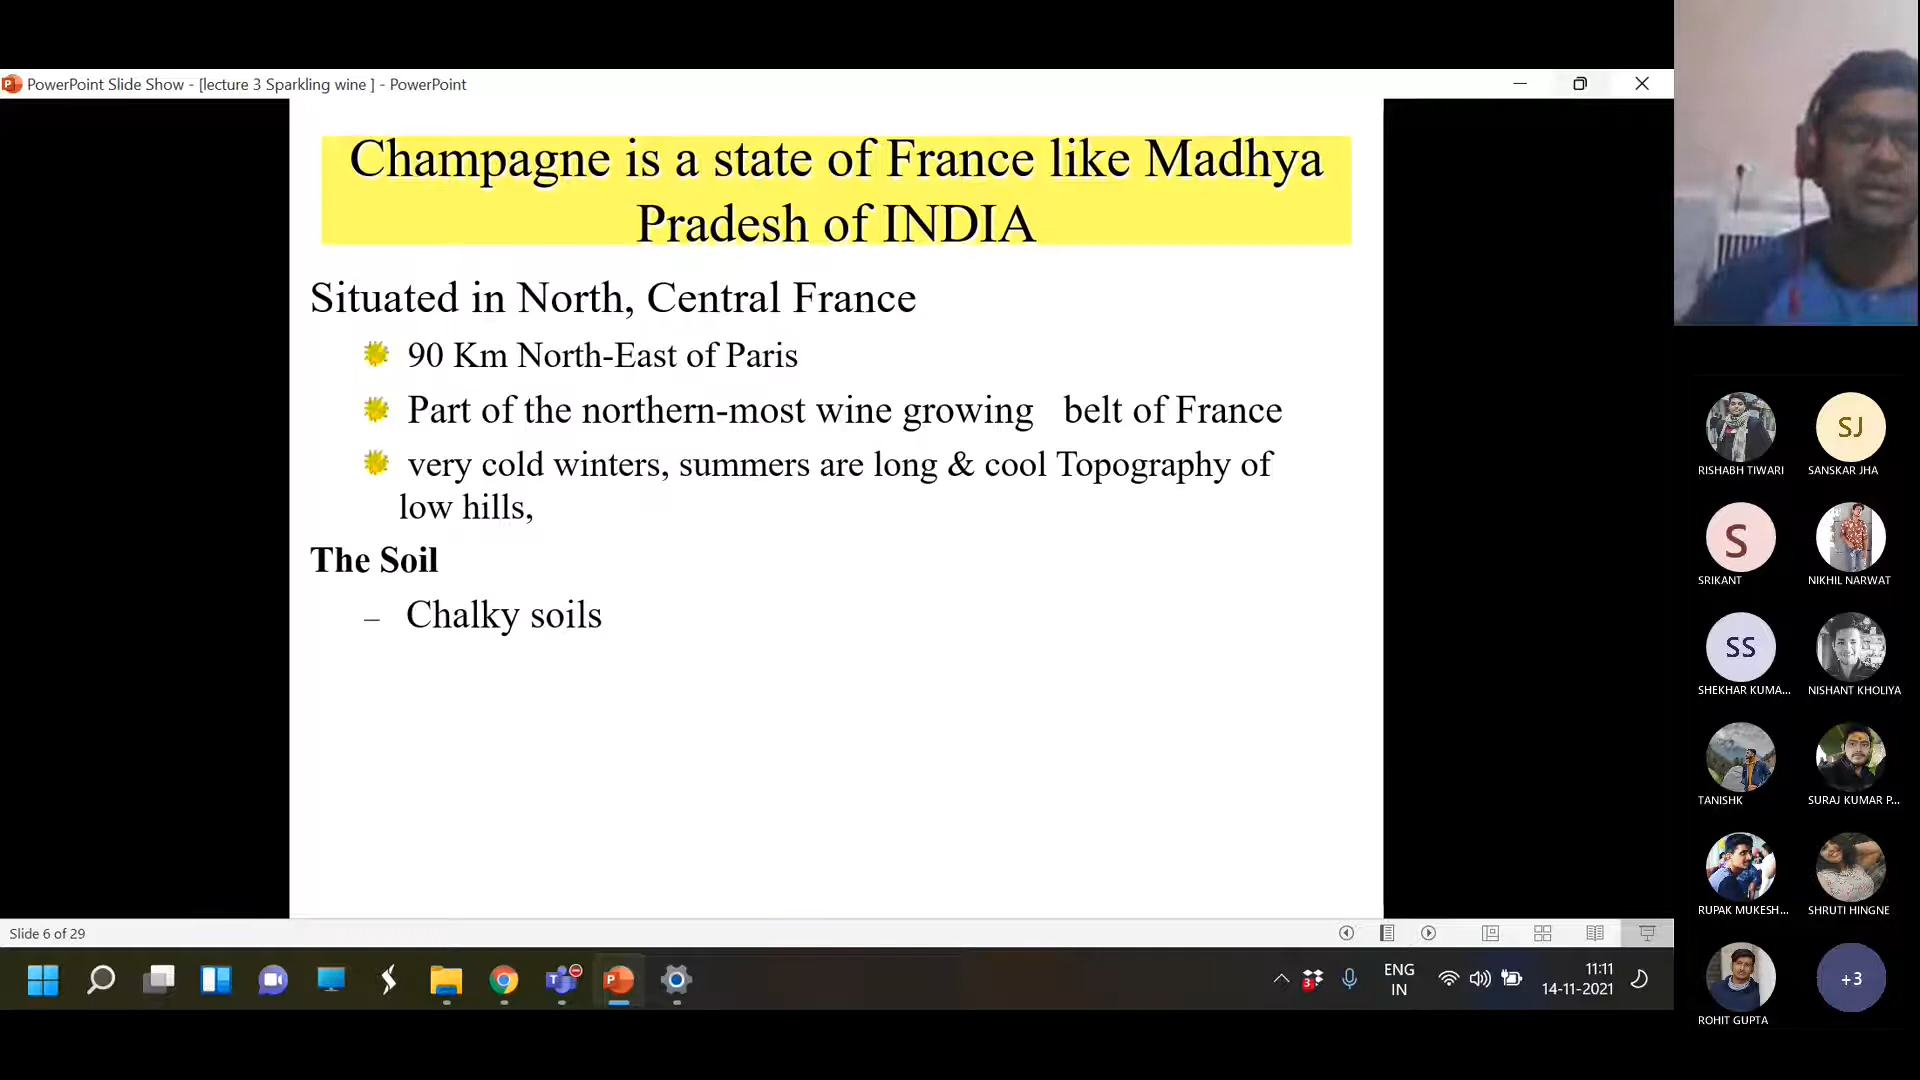 PowerPoint Slide Show - [lecture 3 Sparkling wine ] - PowerPoint
Champagne is a state of France like Madhya
Pradesh of INDIA
Situated in North, Central France
90 Km North-East of Paris
Part of the northern-most wine growing belt of France
very cold winters, summers are long & cool Topography of
low hills,
The Soil
– Chalky soils
Slide 6 of 29
3
ENG
IN
11:11
14-11-2021
RISHABH TIWARI
SJ
SANSKAR JHA
S
SRIKANT
NIKHIL NARWAT
SS
SHEKHAR KUMA...
NISHANT KHOLIYA
TANISHK
SURAJ KUMAR P...
RUPAK MUKESH...
SHRUTI HINGNE
ROHIT GUPTA
+3